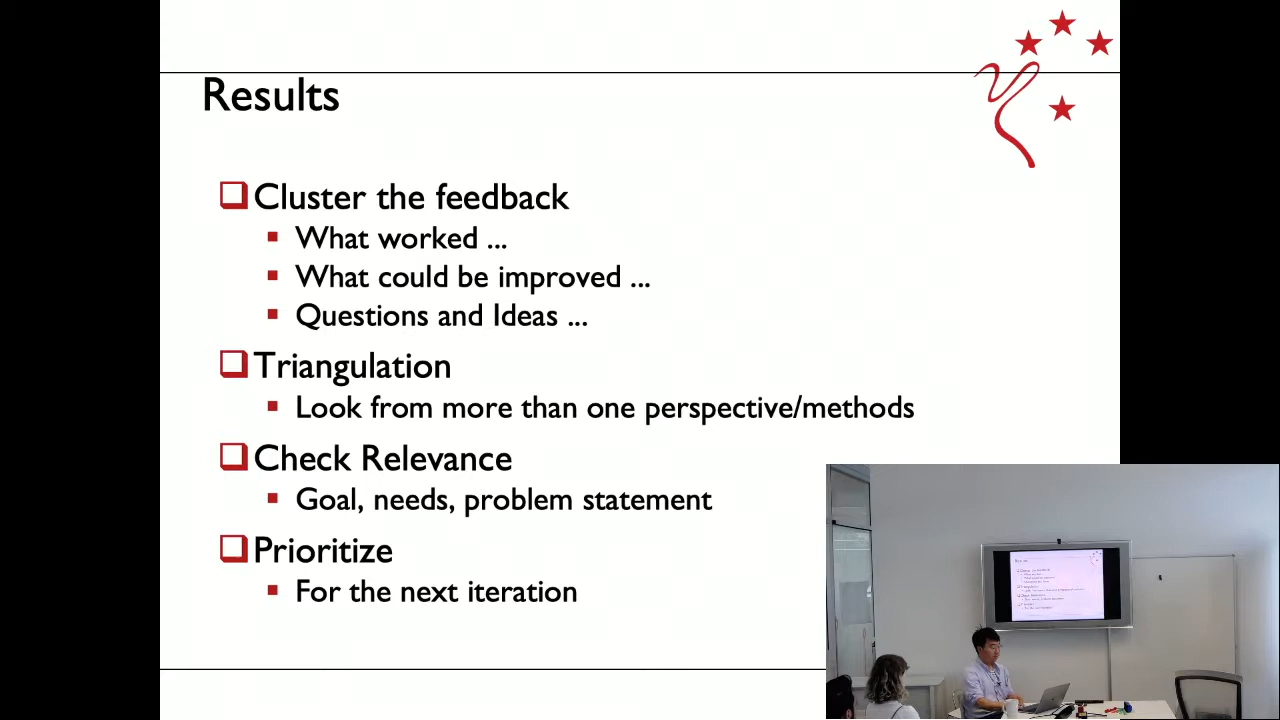 Results
Cluster the feedback
What worked ...
What could be improved ...
Questions and Ideas ...
Triangulation
Look from more than one perspective/methods
Check Relevance
Goal, needs, problem statement
Prioritize
For the next iteration